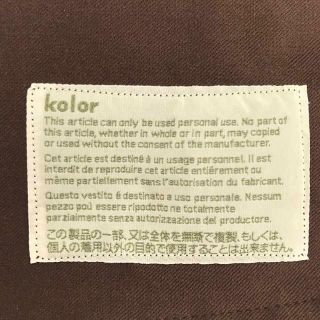 kolor
This article can only be used personal use. No part of
this article, whether in whole or in part, may copied
or used without the consent of the manufacturer.
Cet article est destiné à un usage personnel. Il est
interdit de reproduire cet article entiérement ou
même partiellement sans l'autorisation du fabricant.
Questo vestito é destinato a uso personale. Nessum
pezzo poú essere ripodotto ne totalmente
parzialmente senza autorizzazione del productore.
この製品の一部、又は全体を無断で複製、もしくは、
個人の着用以外の目的で使用することは出来ません。